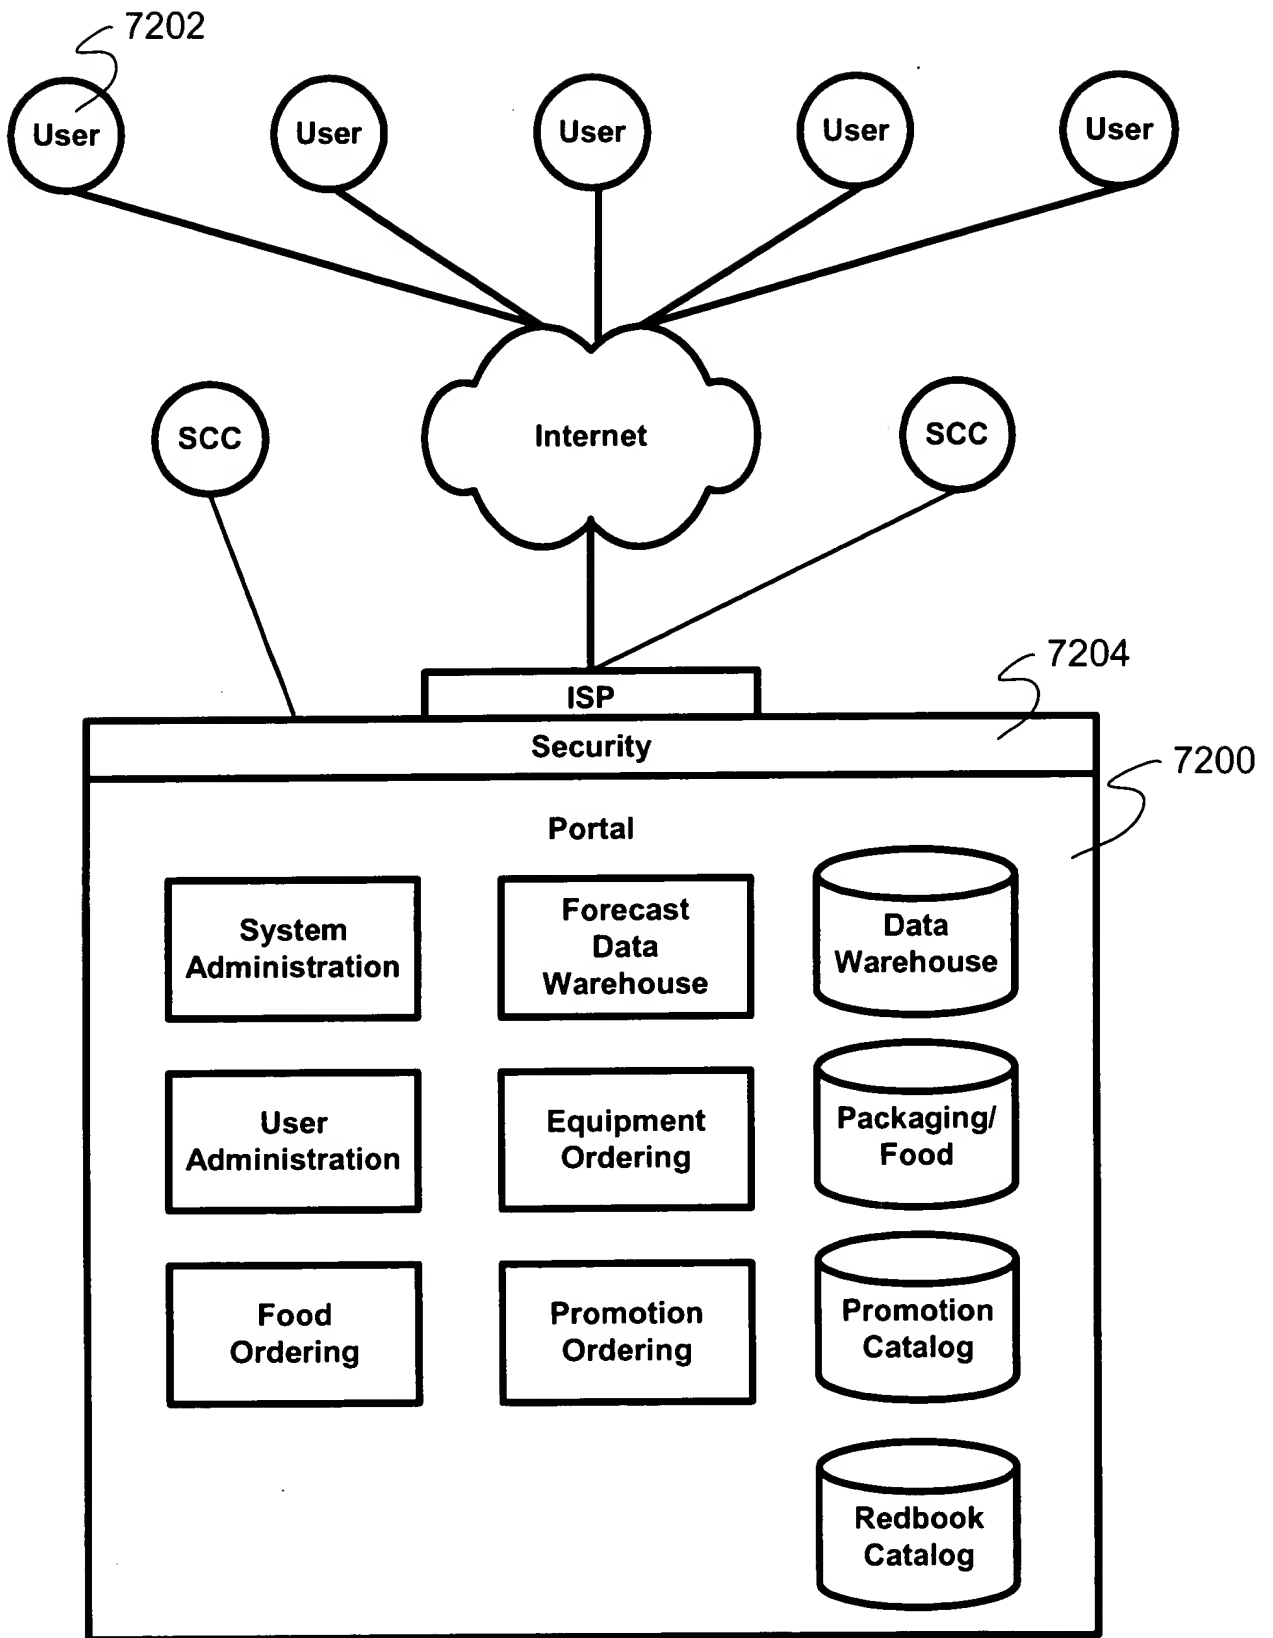 7202
User
User
User
User
User
SCC
Internet
SCC
7204
ISP
Security
7200
Portal
System
Administration
Forecast
Data
Warehouse
Data
Warehouse
User
Administration
Equipment
Ordering
Packaging/
Food
Food
Ordering
Promotion
Ordering
Promotion
Catalog
Redbook
Catalog